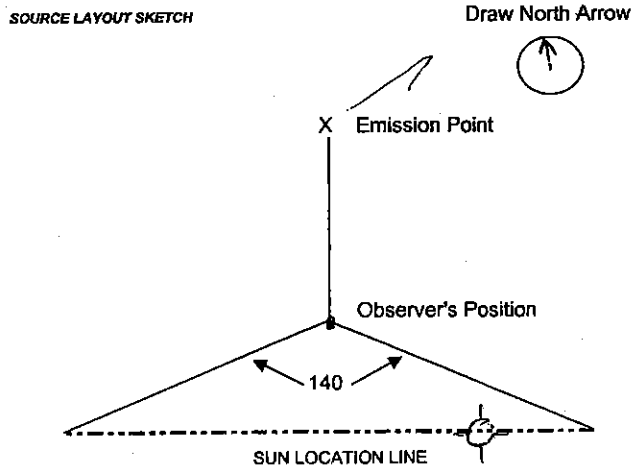 SOURCE LAYOUT SKETCH
Draw North Arrow
X Emission Point
Observer's Position
140
SUN LOCATION LINE